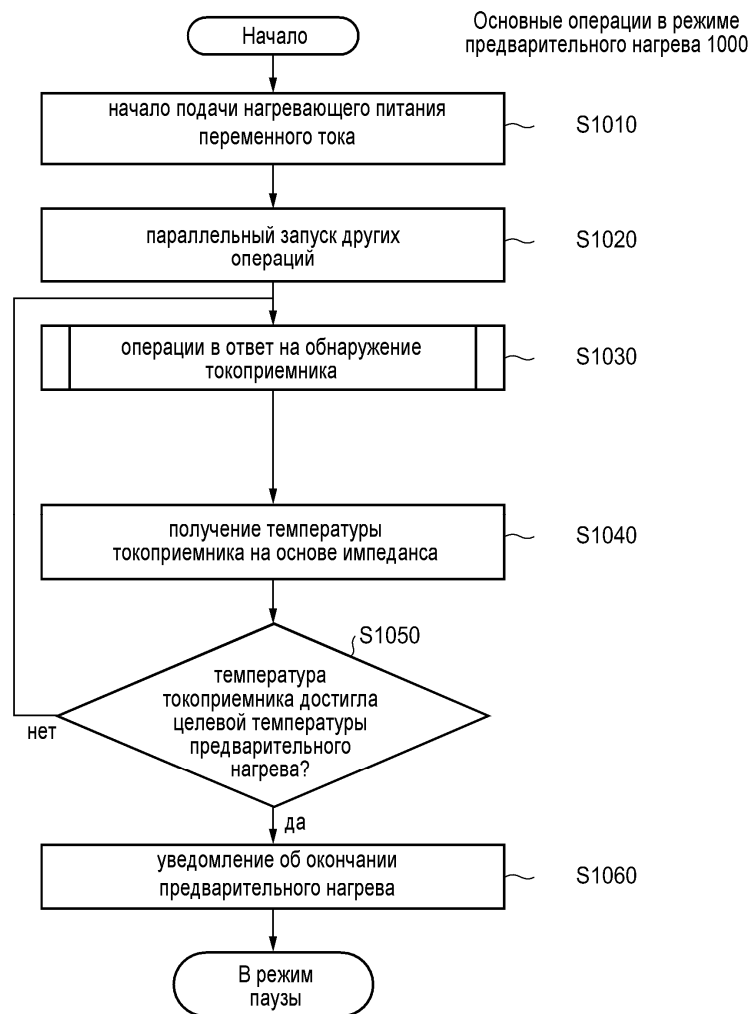 Основные операции в режиме
предварительного нагрева 1000
Начало
начало подачи нагревающего питания
переменного тока
S1010
параллельный запуск других
операций
S1020
операции в ответ на обнаружение
токоприемника
S1030
получение температуры
токоприемника на основе импеданса
S1040
S1050
температура
токоприемника достигла
целевой температуры
предварительного
нагрева?
нет
да
уведомление об окончании
предварительного нагрева
S1060
В режим
паузы